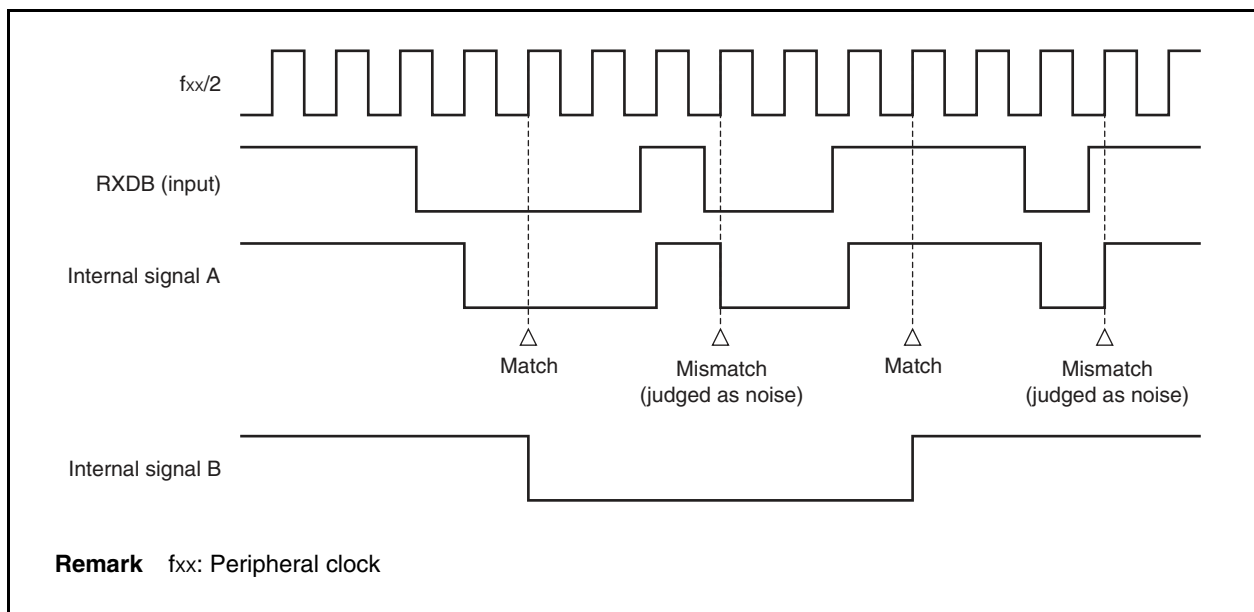 fxx/2
RXDB (input)
Internal signal A
Match
Mismatch
(judged as noise)
Match
Mismatch
(judged as noise)
Internal signal B
Remark fxx: Peripheral clock